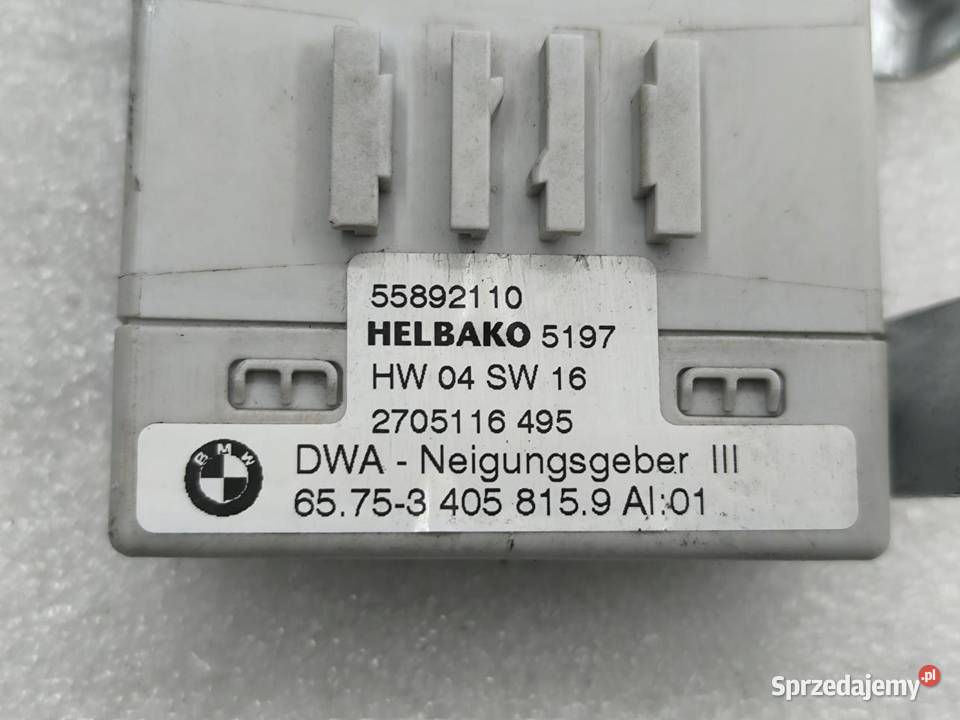 55892110
HELBAKO 5197
HW 04 SW 16
2705116 495
BMW
DWA - Neigungsgeber III
65.75-3 405 815.9 AI:01
Sprzedajemy.pl